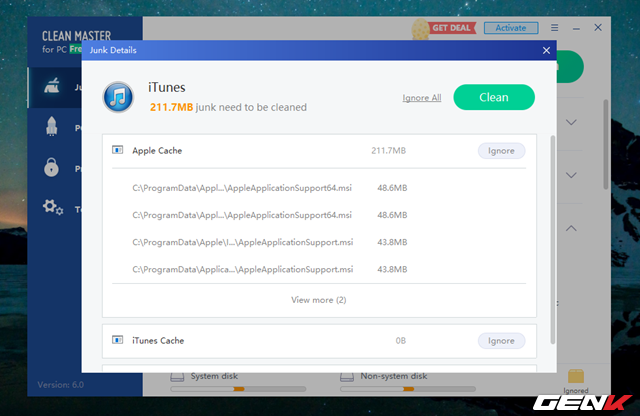 CLEAN MASTER
for PC Free
GET DEAL
Activate
Junk Details
iTunes
211.7MB junk need to be cleaned
Ignore All
Clean
Apple Cache
211.7MB
Ignore
C:\ProgramData\Appl...\AppleApplicationSupport64.msi
48.6MB
C:\ProgramData\Appl...\AppleApplicationSupport64.msi
48.6MB
C:\ProgramData\Apple\I...\AppleApplicationSupport.msi
43.8MB
C:\ProgramData\Applica...\AppleApplicationSupport.msi
43.8MB
View more (2)
iTunes Cache
0B
Ignore
System disk
Non-system disk
Version: 6.0
Ignored
GENK